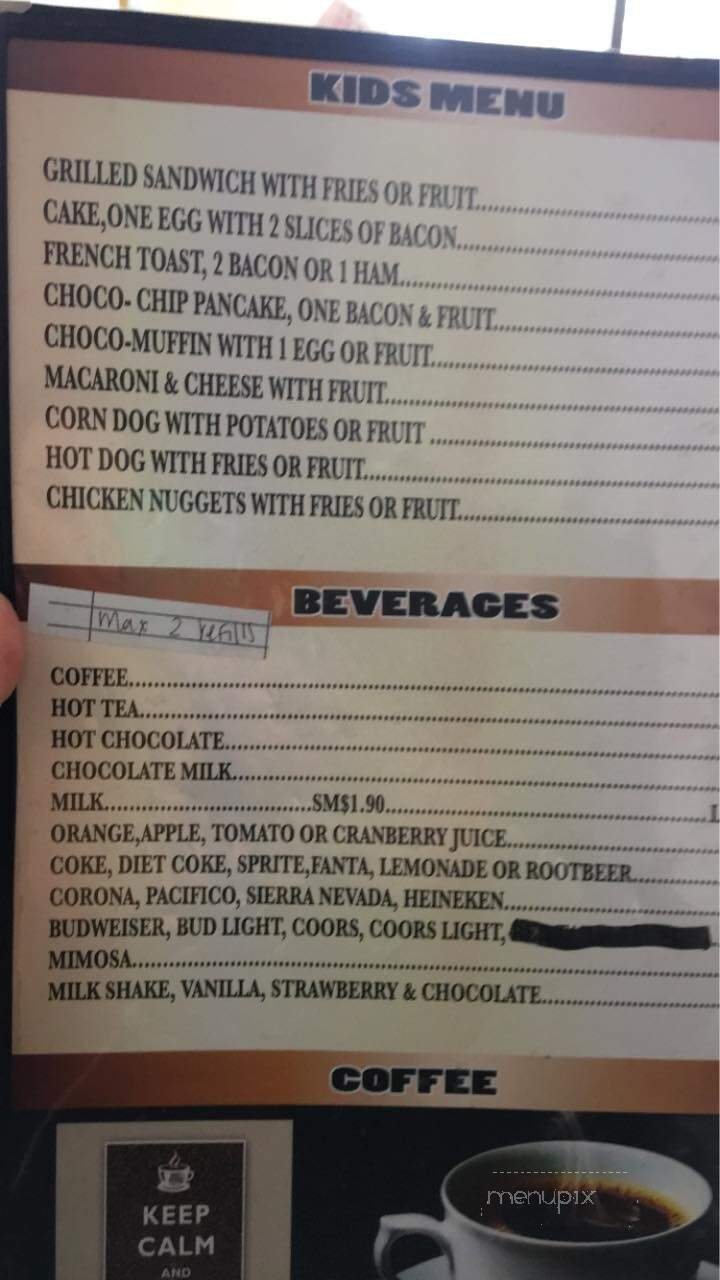 KIDS MENU
GRILLED SANDWICH WITH FRIES OR FRUIT
CAKE,ONE EGG WITH 2 SLICES OF BACON
FRENCH TOAST, 2 BACON OR 1 HAM
CHOCO- CHIP PANCAKE, ONE BACON & FRUIT
CHOCO-MUFFIN WITH 1 EGG OR FRUIT
MACARONI & CHEESE WITH FRUIT
CORN DOG WITH POTATOES OR FRUIT
HOT DOG WITH FRIES OR FRUIT
CHICKEN NUGGETS WITH FRIES OR FRUIT
BEVERAGES
Max 2 refills
COFFEE
HOT TEA
HOT CHOCOLATE
CHOCOLATE MILK
MILK SM$1.90
ORANGE,APPLE, TOMATO OR CRANBERRY JUICE
COKE, DIET COKE, SPRITE,FANTA, LEMONADE OR ROOTBEER
CORONA, PACIFICO, SIERRA NEVADA, HEINEKEN
BUDWEISER, BUD LIGHT, COORS, COORS LIGHT,
MIMOSA
MILK SHAKE, VANILLA, STRAWBERRY & CHOCOLATE
COFFEE
KEEP
CALM
AND
menupix